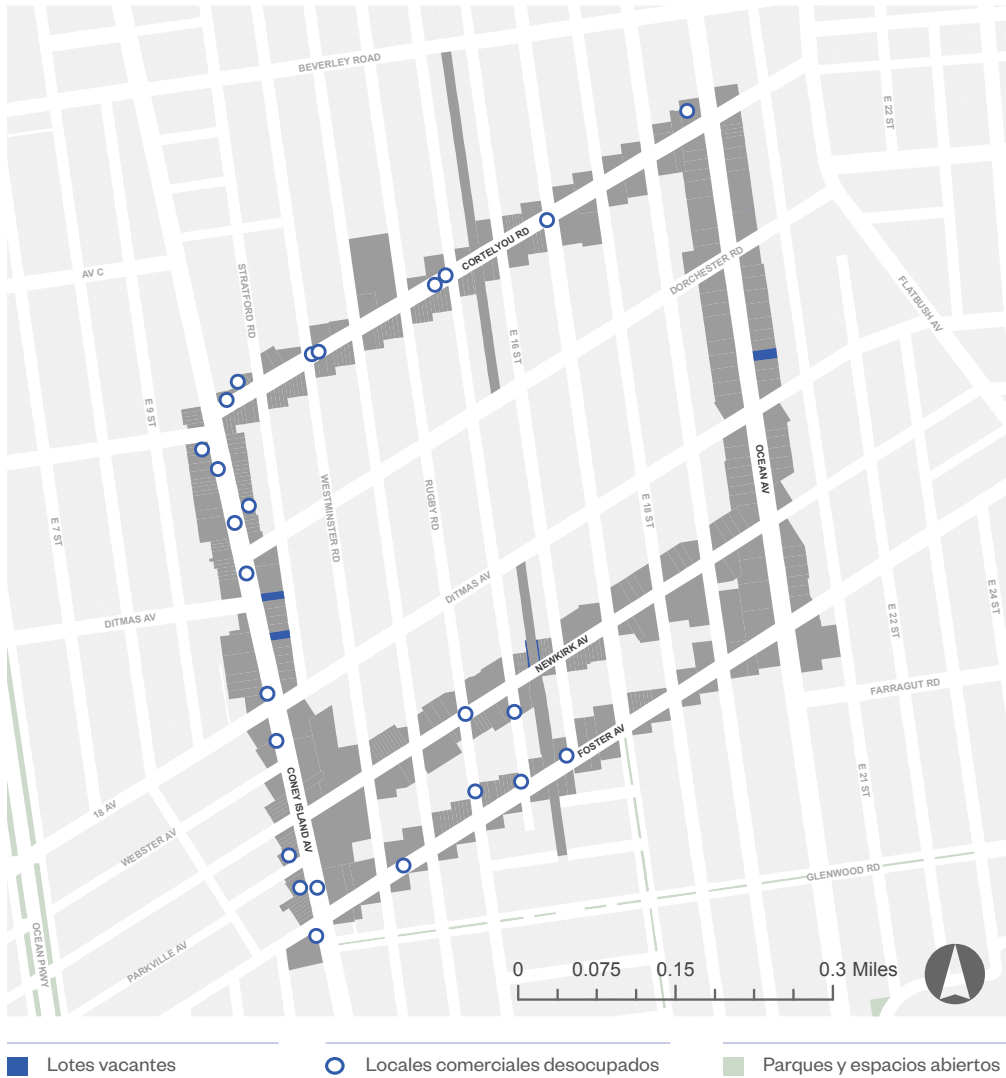 BEVERLEY ROAD
E 22 ST
CORTELYOU RD
DORCHESTER RD
AV C
STRATFORD RD
FLATBUSH AV
E 16 ST
E 9 ST
OCEAN AV
WESTMINSTER RD
RUGBY RD
E 18 ST
E 7 ST
DITMAS AV
DITMAS AV
E 24 ST
E 22 ST
NEWKIRK AV
FARRAGUT RD
FOSTER AV
E 21 ST
CONEY ISLAND AV
18 AV
WEBSTER AV
GLENWOOD RD
OCEAN PKWY
PARKVILLE AV
0 0.075 0.15 0.3 Miles
Lotes vacantes
Locales comerciales desocupados
Parques y espacios abiertos